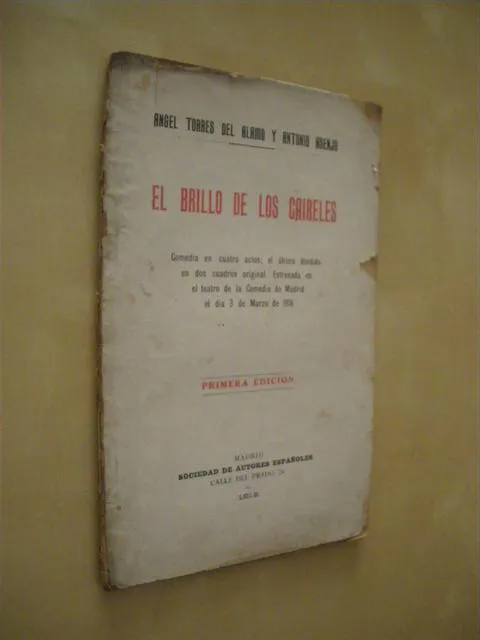 ANGEL TORRES DEL ALAMO Y ANTONIO ASENJO
EL BRILLO DE LOS CAIRELES
Comedia en cuatro actos; el último dividido
en dos cuadros original. Estrenada en
el teatro de la Comedia de Madrid
el día 3 de Marzo de
PRIMERA EDICION
MADRID
SOCIEDAD DE AUTORES ESPAÑOLES
CALLE DEL PRADO,